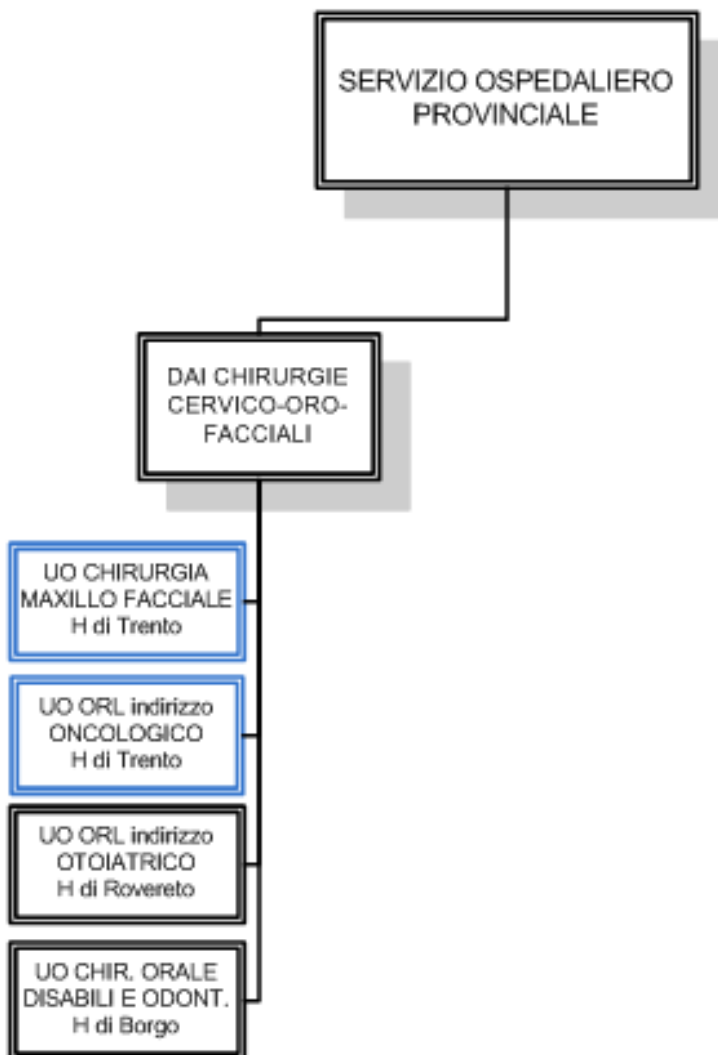 SERVIZIO OSPEDALIERO
PROVINCIALE
DAI CHIRURGIE
CERVICO-ORO-
FACCIALI
UO CHIRURGIA
MAXILLO FACCIALE
H di Trento
UO ORL indirizzo
ONCOLOGICO
H di Trento
UO ORL indirizzo
OTOIATRICO
H di Rovereto
UO CHIR. ORALE
DISABILI E ODONT.
H di Borgo